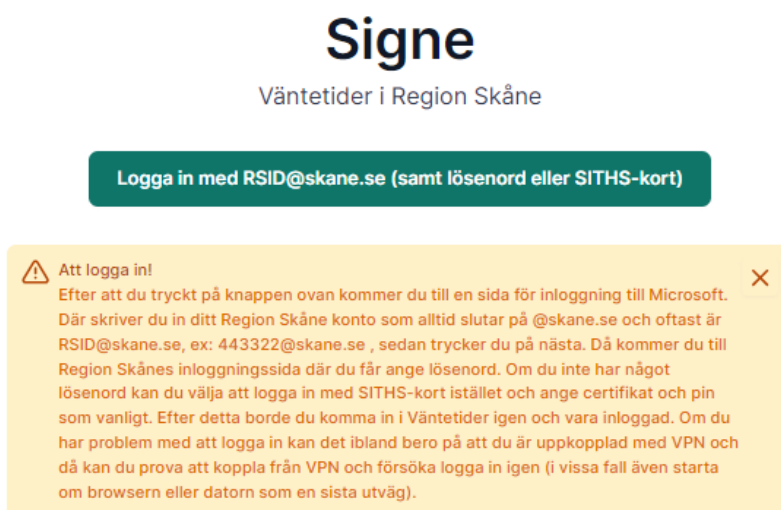 Signe
Väntetider i Region Skåne
Logga in med RSID@skane.se (samt lösenord eller SITHS-kort)
Att logga in!
Efter att du tryckt på knappen ovan kommer du till en sida för inloggning till Microsoft.
Där skriver du in ditt Region Skåne konto som alltid slutar på @skane.se och oftast är
RSID@skane.se, ex: 443322@skane.se , sedan trycker du på nästa. Då kommer du till
Region Skånes inloggningssida där du får ange lösenord. Om du inte har något
lösenord kan du välja att logga in med SITHS-kort istället och ange certifikat och pin
som vanligt. Efter detta borde du komma in i Väntetider igen och vara inloggad. Om du
har problem med att logga in kan det ibland bero på att du är uppkopplad med VPN och
då kan du prova att koppla från VPN och försöka logga in igen (i vissa fall även starta
om browsern eller datorn som en sista utväg).